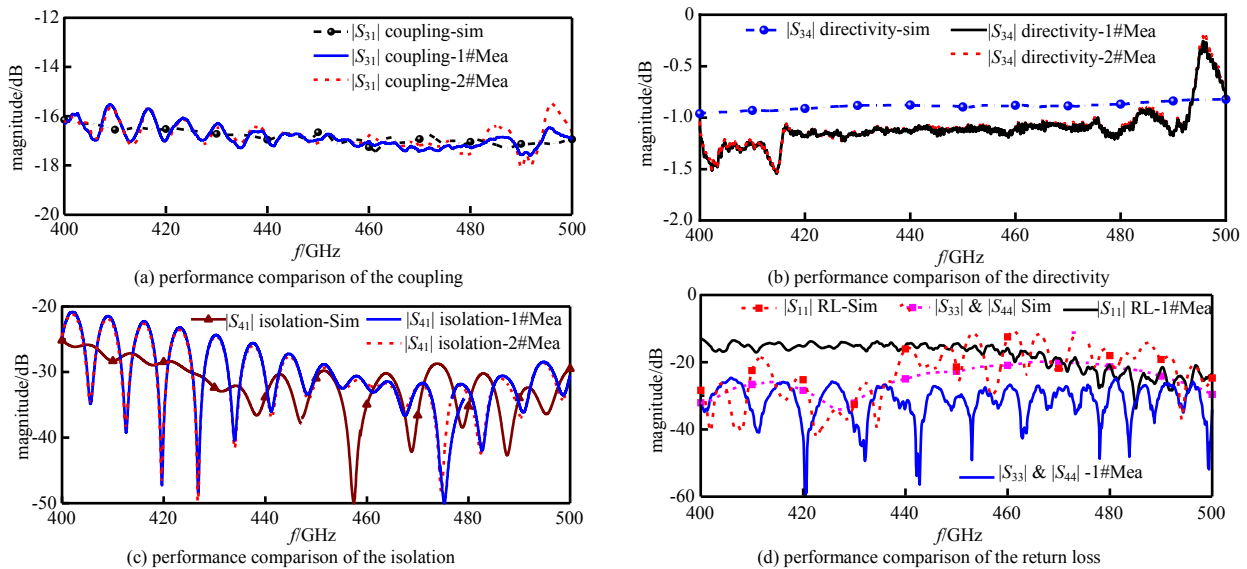 -12
-14
-16
-18
-20
magnitude/dB
|S31| coupling-sim
|S31| coupling-1#Mea
|S31| coupling-2#Mea
400 420 440 460 480 500
f/GHz
(a) performance comparison of the coupling
0
-0.5
-1.0
-1.5
-2.0
magnitude/dB
|S34| directivity-sim
|S34| directivity-1#Mea
|S34| directivity-2#Mea
400 420 440 460 480 500
f/GHz
(b) performance comparison of the directivity
-20
-30
-40
-50
magnitude/dB
|S41| isolation-Sim
|S41| isolation-1#Mea
|S41| isolation-2#Mea
400 420 440 460 480 500
f/GHz
(c) performance comparison of the isolation
0
-20
-40
-60
magnitude/dB
|S11| RL-Sim
|S33| & |S44| Sim
|S11| RL-1#Mea
|S33| & |S44| -1#Mea
400 420 440 460 480 500
f/GHz
(d) performance comparison of the return loss